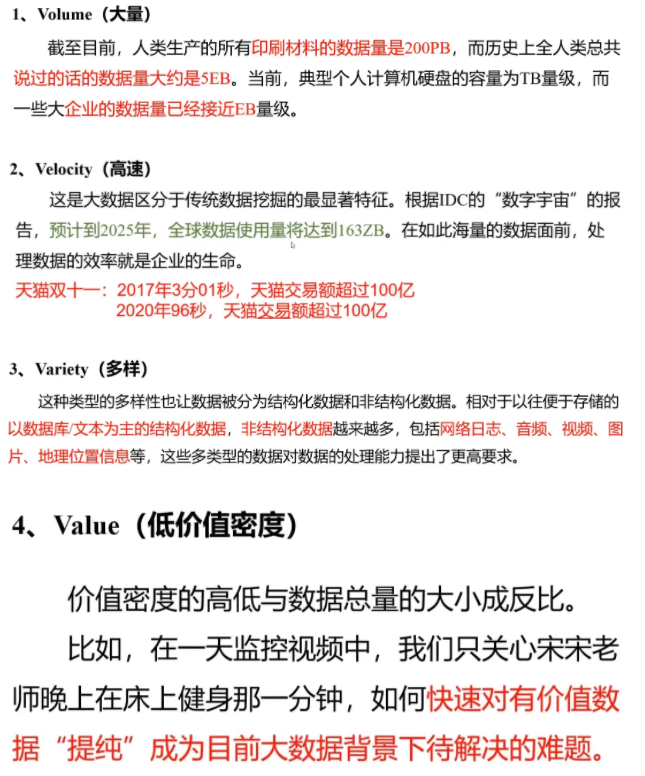 1、Volume（大量）
截至目前，人类生产的所有印刷材料的数据量是200PB，而历史上全人类总共
说过的话的数据量大约是5EB。当前，典型个人计算机硬盘的容量为TB量级，而
一些大企业的数据量已经接近EB量级。
2、Velocity（高速）
这是大数据区分于传统数据挖掘的最显著特征。根据IDC的“数字宇宙”的报
告，预计到2025年，全球数据使用量将达到163ZB。在如此海量的数据面前，处
理数据的效率就是企业的生命。
天猫双十一：2017年3分01秒，天猫交易额超过100亿
2020年96秒，天猫交易额超过100亿
3、Variety（多样）
这种类型的多样性也让数据被分为结构化数据和非结构化数据。相对于以往便于存储的
以数据库/文本为主的结构化数据，非结构化数据越来越多，包括网络日志、音频、视频、图
片、地理位置信息等，这些多类型的数据对数据的处理能力提出了更高要求。
4、Value（低价值密度）
价值密度的高低与数据总量的大小成反比。
比如，在一天监控视频中，我们只关心宋宋老
师晚上在床上健身那一分钟，如何快速对有价值数
据“提纯”成为目前大数据背景下待解决的难题。